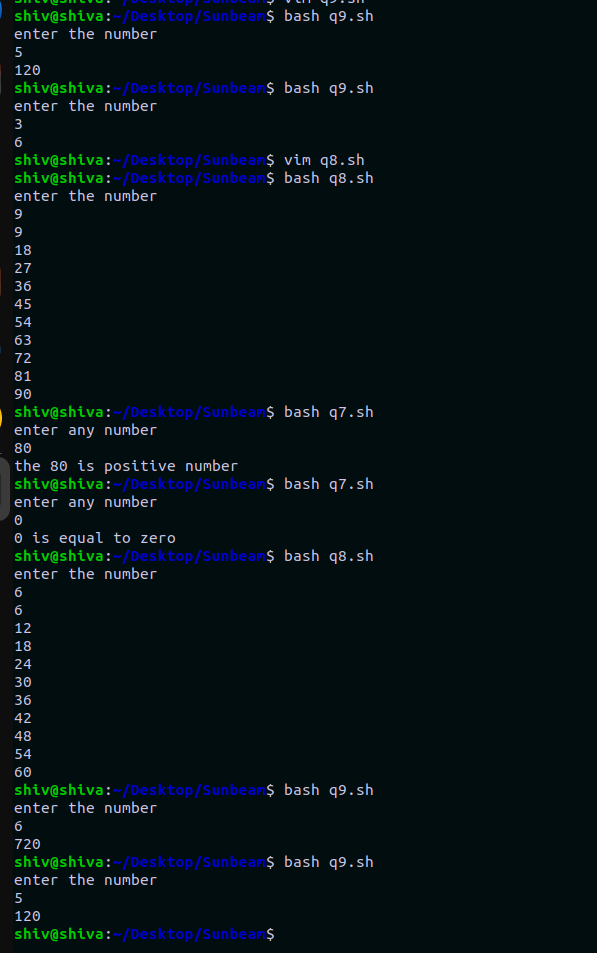 shiv@shiva:~/Desktop/Sunbeam$ vim q9.sh
shiv@shiva:~/Desktop/Sunbeam$ bash q9.sh
enter the number
5
120
shiv@shiva:~/Desktop/Sunbeam$ bash q9.sh
enter the number
3
6
shiv@shiva:~/Desktop/Sunbeam$ vim q8.sh
shiv@shiva:~/Desktop/Sunbeam$ bash q8.sh
enter the number
9
9
18
27
36
45
54
63
72
81
90
shiv@shiva:~/Desktop/Sunbeam$ bash q7.sh
enter any number
80
the 80 is positive number
shiv@shiva:~/Desktop/Sunbeam$ bash q7.sh
enter any number
0
0 is equal to zero
shiv@shiva:~/Desktop/Sunbeam$ bash q8.sh
enter the number
6
6
12
18
24
30
36
42
48
54
60
shiv@shiva:~/Desktop/Sunbeam$ bash q9.sh
enter the number
6
720
shiv@shiva:~/Desktop/Sunbeam$ bash q9.sh
enter the number
5
120
shiv@shiva:~/Desktop/Sunbeam$